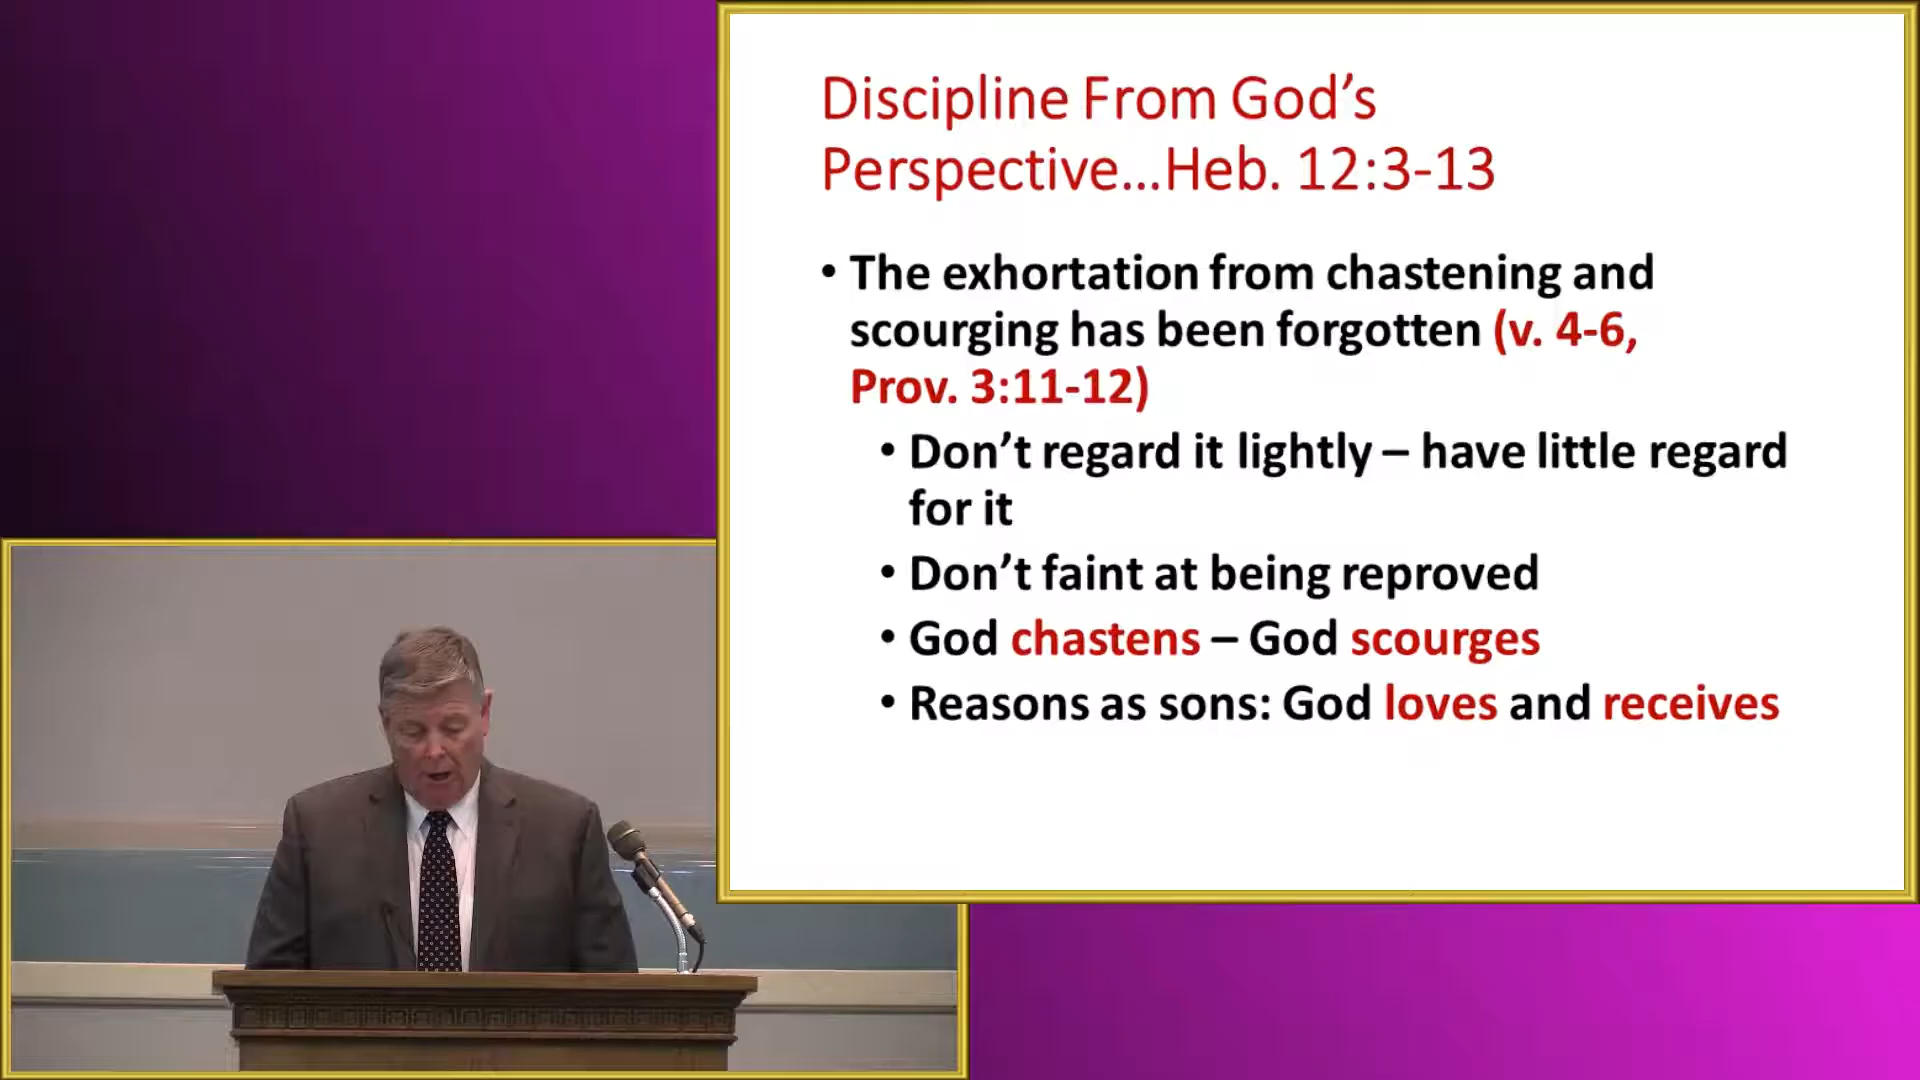 Discipline From God’s
Perspective...Heb. 12:3-13
• The exhortation from chastening and
scourging has been forgotten (v. 4-6,
Prov. 3:11-12)
• Don’t regard it lightly – have little regard
for it
• Don’t faint at being reproved
• God chastens – God scourges
• Reasons as sons: God loves and receives